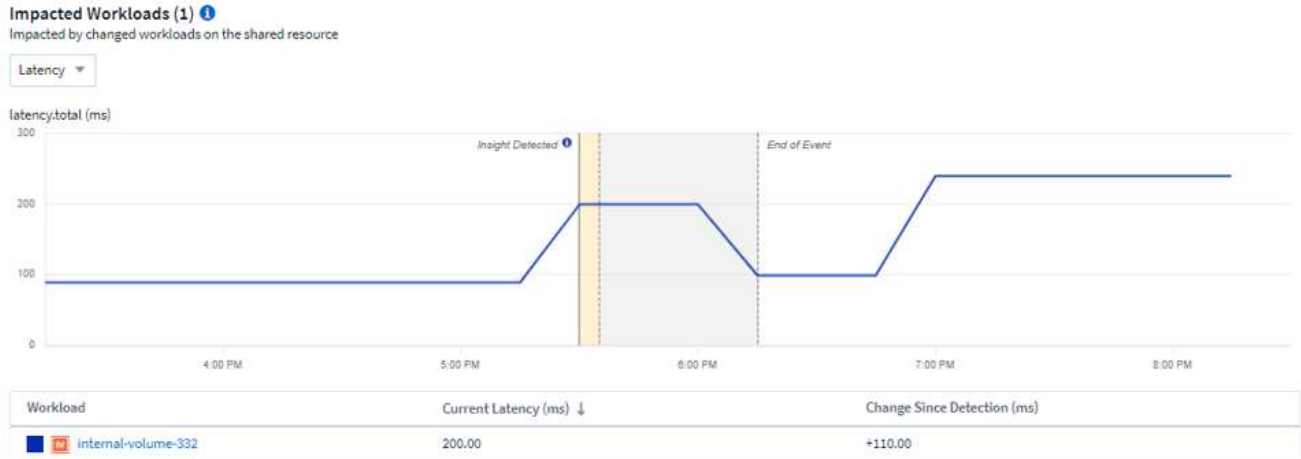 Impacted Workloads (1)
Impacted by changed workloads on the shared resource
Latency
latency.total (ms)
300
Insight Detected
End of Event
200
100
0
4:00 PM 5:00 PM 6:00 PM 7:00 PM 8:00 PM
Workload Current Latency (ms) ↓ Change Since Detection (ms)
internal-volume-332 200.00 +110.00